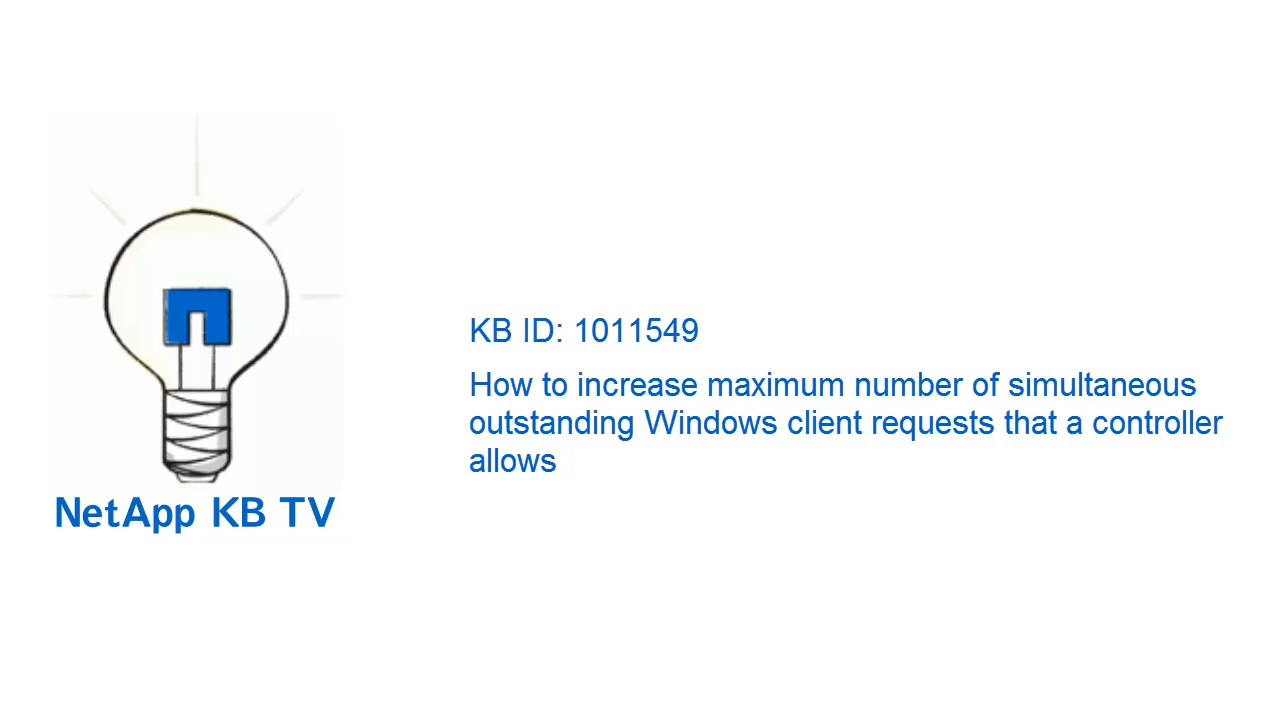 KB ID: 1011549
How to increase maximum number of simultaneous
outstanding Windows client requests that a controller
allows
NetApp KB TV